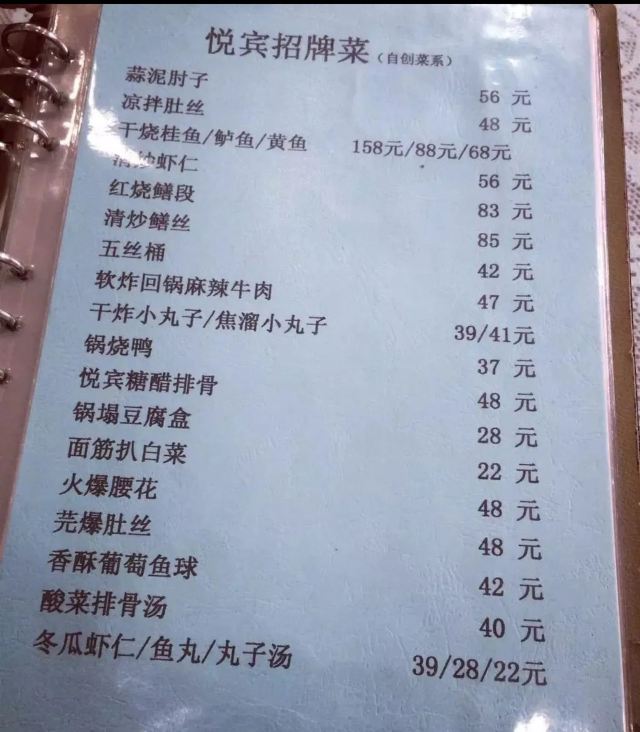 悦宾招牌菜（自创菜系）
蒜泥肘子 56 元
凉拌肚丝 48 元
干烧桂鱼/鲈鱼/黄鱼 158元/88元/68元
清炒虾仁 56 元
红烧鳝段 83 元
清炒鳝丝 85 元
五丝桶 42 元
软炸回锅麻辣牛肉 47 元
干炸小丸子/焦溜小丸子 39/41元
锅烧鸭 37 元
悦宾糖醋排骨 48 元
锅塌豆腐盒 28 元
面筋扒白菜 22 元
火爆腰花 48 元
芫爆肚丝 48 元
香酥葡萄鱼球 42 元
酸菜排骨汤 40 元
冬瓜虾仁/鱼丸/丸子汤 39/28/22元